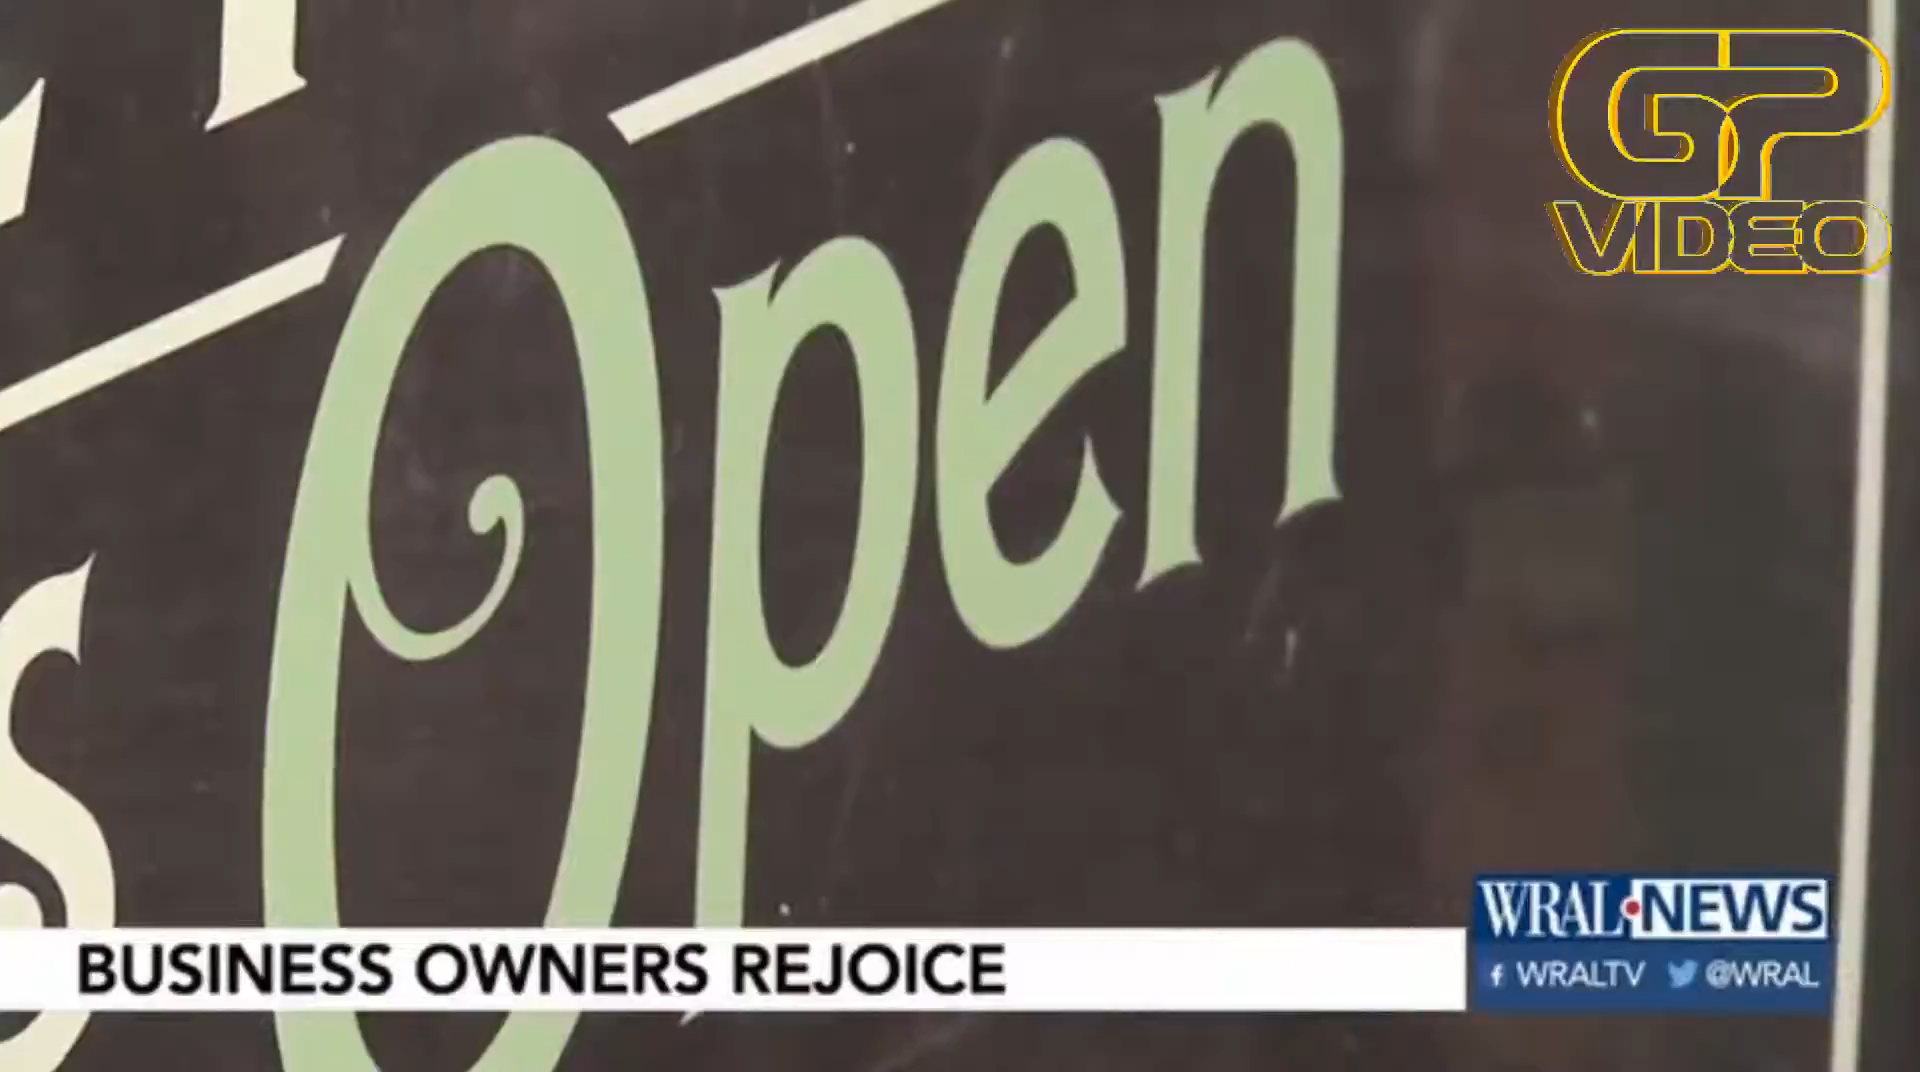 GP
VIDEO
Open
BUSINESS OWNERS REJOICE
WRAL NEWS
f WRALTV @WRAL